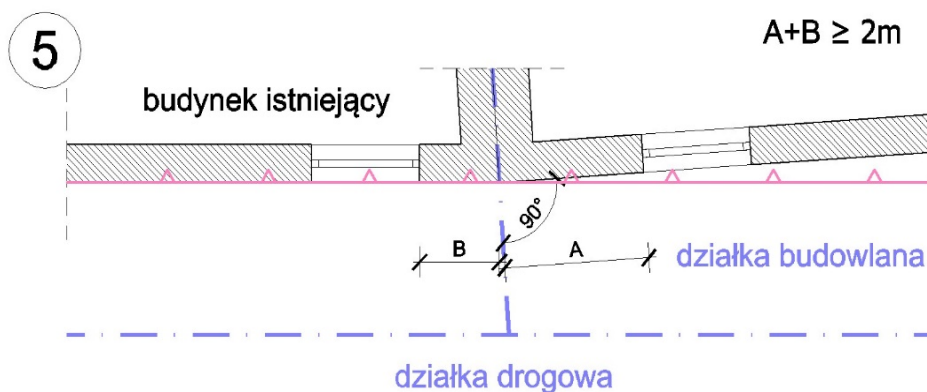 A+B ≥ 2m
5
budynek istniejący
90°
B
A
działka budowlana
działka drogowa